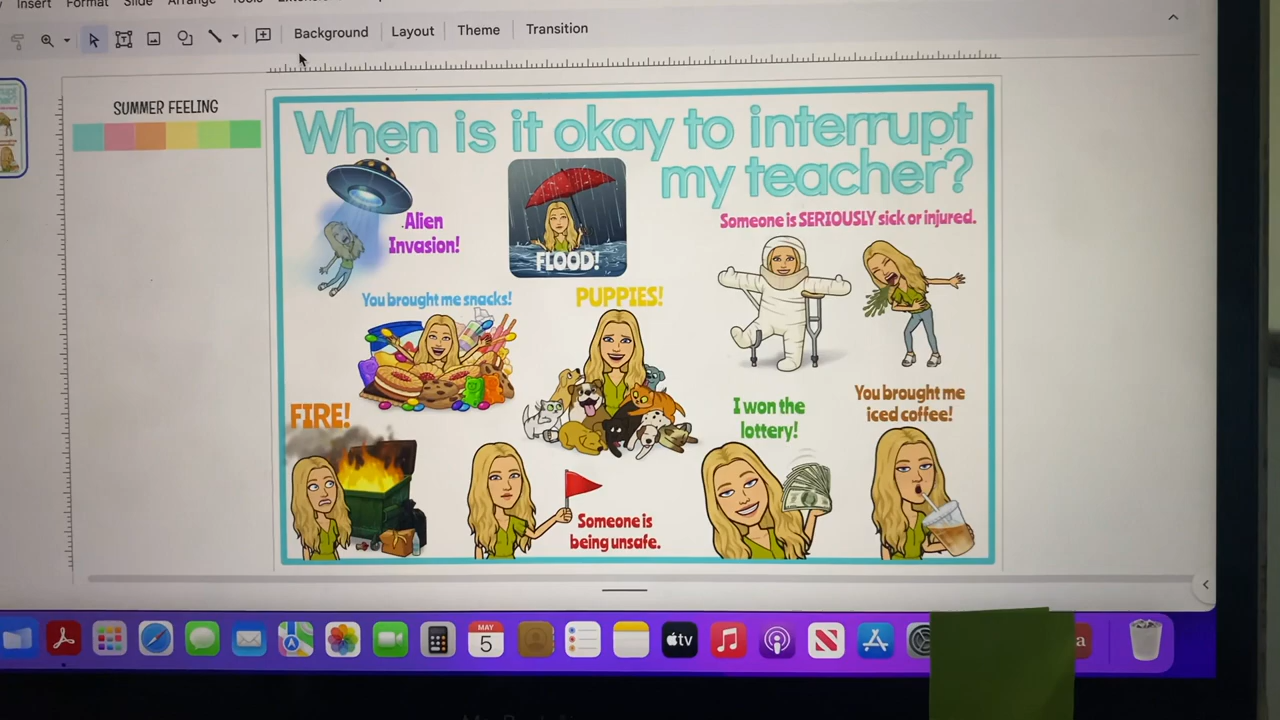 Insert Format Slide Arrange Tools
Background Layout Theme Transition
SUMMER FEELING
When is it okay to interrupt
my teacher?
Alien
Invasion!
FLOOD!
Someone is SERIOUSLY sick or injured.
You brought me snacks!
PUPPIES!
FIRE!
I won the
lottery!
You brought me
iced coffee!
Someone is
being unsafe.
MAY
5
tv